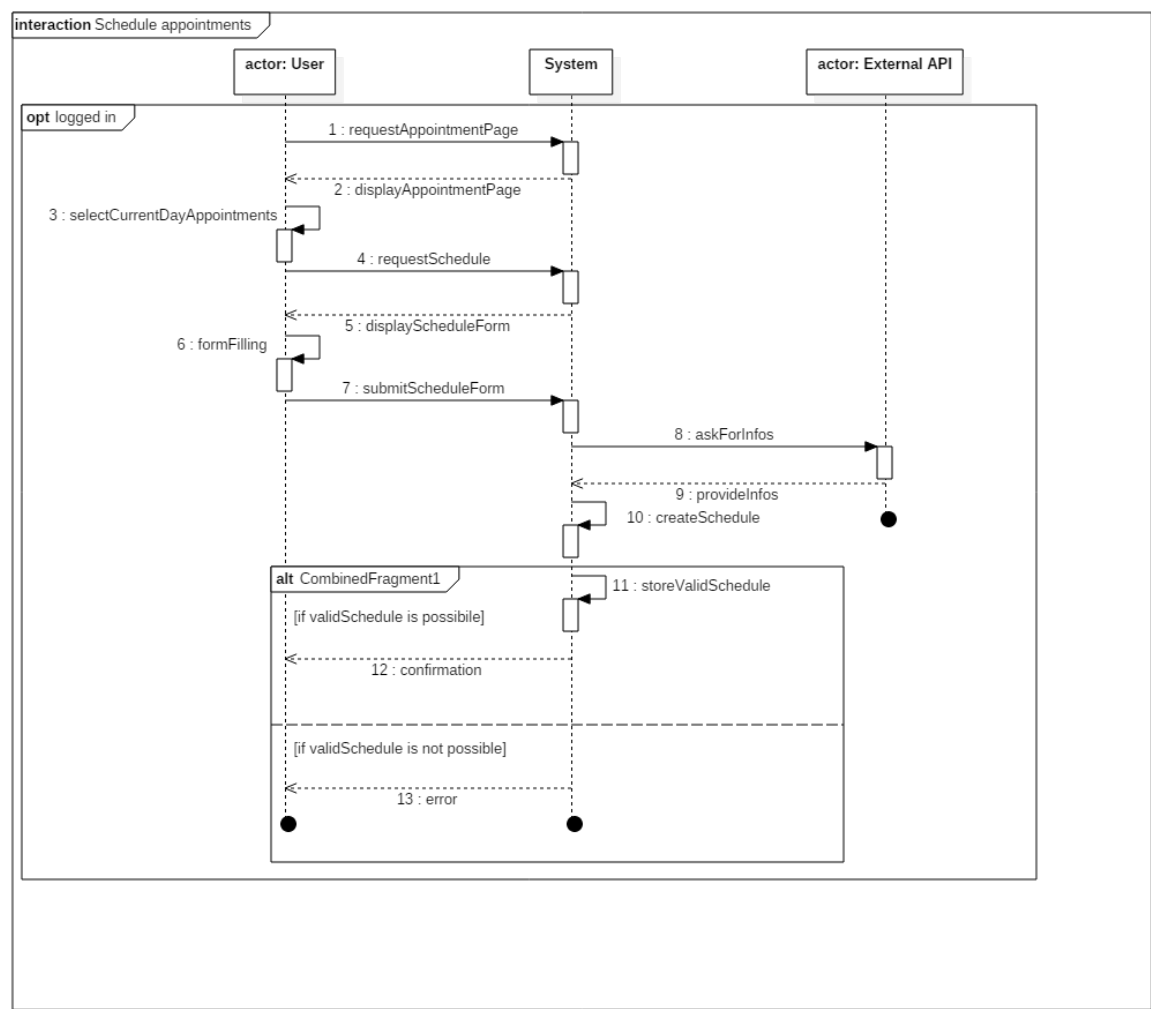 interaction Schedule appointments
actor: User
System
actor: External API
opt logged in
1 : requestAppointmentPage
2 : displayAppointmentPage
3 : selectCurrentDayAppointments
4 : requestSchedule
5 : displayScheduleForm
6 : formFilling
7 : submitScheduleForm
8 : askForInfos
9 : provideInfos
10 : createSchedule
alt CombinedFragment1
11 : storeValidSchedule
[if validSchedule is possibile]
12 : confirmation
[if validSchedule is not possible]
13 : error